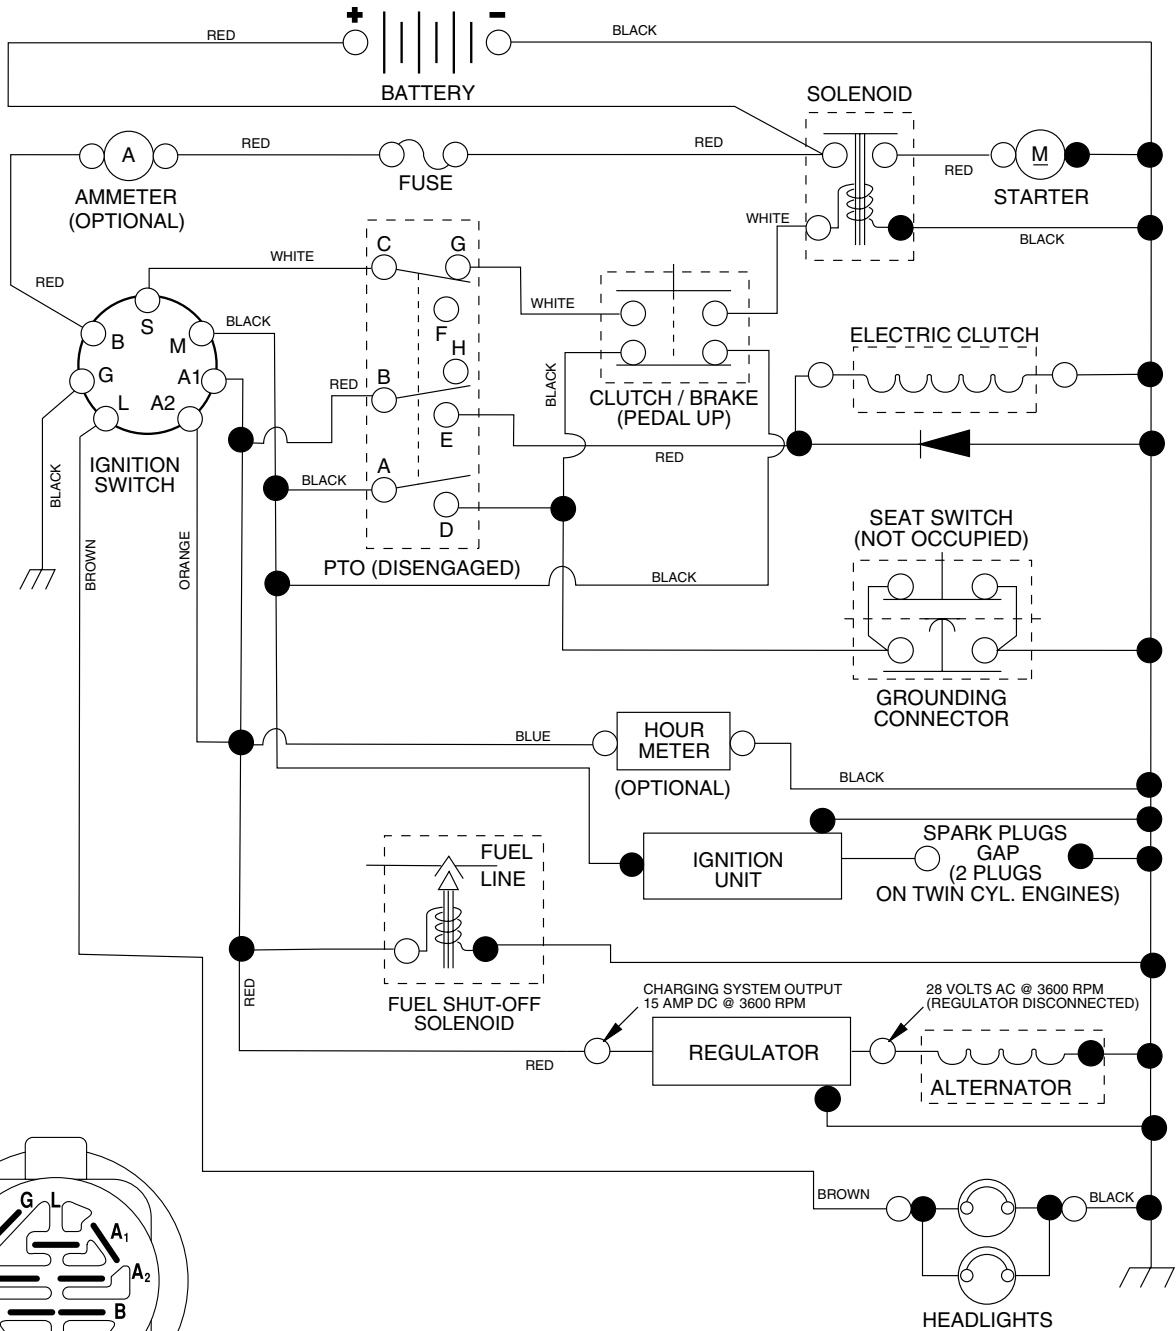 +
-
RED
BLACK
BATTERY
SOLENOID
A
RED
RED
AMMETER
(OPTIONAL)
FUSE
RED
M
STARTER
WHITE
BLACK
RED
WHITE
C
G
F
H
B
E
A
D
WHITE
S
B
M
G
A1
L
A2
BLACK
RED
IGNITION
SWITCH
BLACK
BLACK
CLUTCH / BRAKE
(PEDAL UP)
ELECTRIC CLUTCH
RED
BLACK
BROWN
ORANGE
PTO (DISENGAGED)
BLACK
SEAT SWITCH
(NOT OCCUPIED)
GROUNDING
CONNECTOR
BLUE
HOUR
METER
(OPTIONAL)
BLACK
FUEL
LINE
IGNITION
UNIT
SPARK PLUGS
GAP
(2 PLUGS
ON TWIN CYL. ENGINES)
RED
FUEL SHUT-OFF
SOLENOID
CHARGING SYSTEM OUTPUT
15 AMP DC @ 3600 RPM
28 VOLTS AC @ 3600 RPM
(REGULATOR DISCONNECTED)
RED
REGULATOR
ALTERNATOR
BROWN
BLACK
HEADLIGHTS
G
L
A1
A2
B